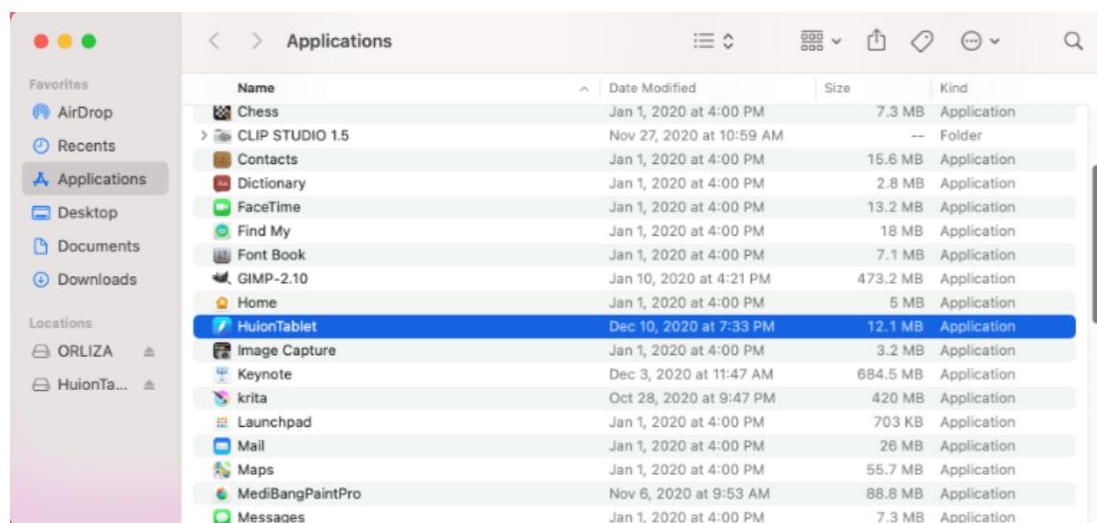 Applications
Favorites
AirDrop
Recents
Applications
Desktop
Documents
Downloads
Locations
ORLIZA
HuionTa...
Name Date Modified Size Kind
Chess Jan 1, 2020 at 4:00 PM 7.3 MB Application
CLIP STUDIO 1.5 Nov 27, 2020 at 10:59 AM -- Folder
Contacts Jan 1, 2020 at 4:00 PM 15.6 MB Application
Dictionary Jan 1, 2020 at 4:00 PM 2.8 MB Application
FaceTime Jan 1, 2020 at 4:00 PM 13.2 MB Application
Find My Jan 1, 2020 at 4:00 PM 18 MB Application
Font Book Jan 1, 2020 at 4:00 PM 7.1 MB Application
GIMP-2.10 Jan 10, 2020 at 4:21 PM 473.2 MB Application
Home Jan 1, 2020 at 4:00 PM 5 MB Application
HuionTablet Dec 10, 2020 at 7:33 PM 12.1 MB Application
Image Capture Jan 1, 2020 at 4:00 PM 3.2 MB Application
Keynote Dec 3, 2020 at 11:47 AM 684.5 MB Application
krita Oct 28, 2020 at 9:47 PM 420 MB Application
Launchpad Jan 1, 2020 at 4:00 PM 703 KB Application
Mail Jan 1, 2020 at 4:00 PM 26 MB Application
Maps Jan 1, 2020 at 4:00 PM 55.7 MB Application
MediBangPaintPro Nov 6, 2020 at 9:53 AM 88.8 MB Application
Messages Jan 1, 2020 at 4:00 PM 7.3 MB Application